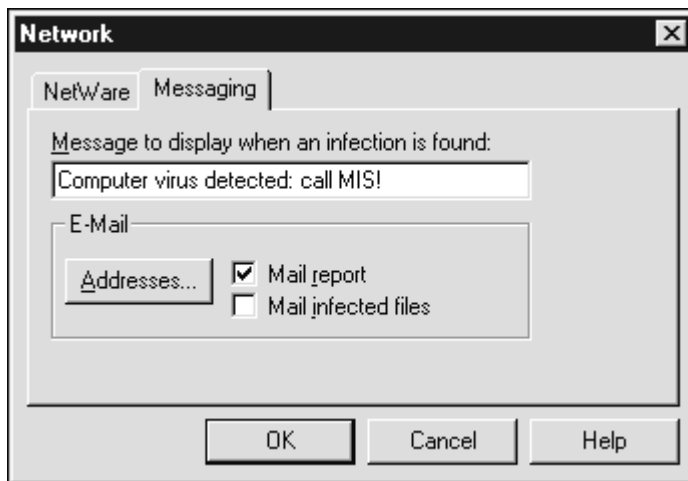 Network
NetWare
Messaging
Message to display when an infection is found:
Computer virus detected: call MIS!
E-Mail
Addresses...
Mail report
Mail infected files
OK
Cancel
Help